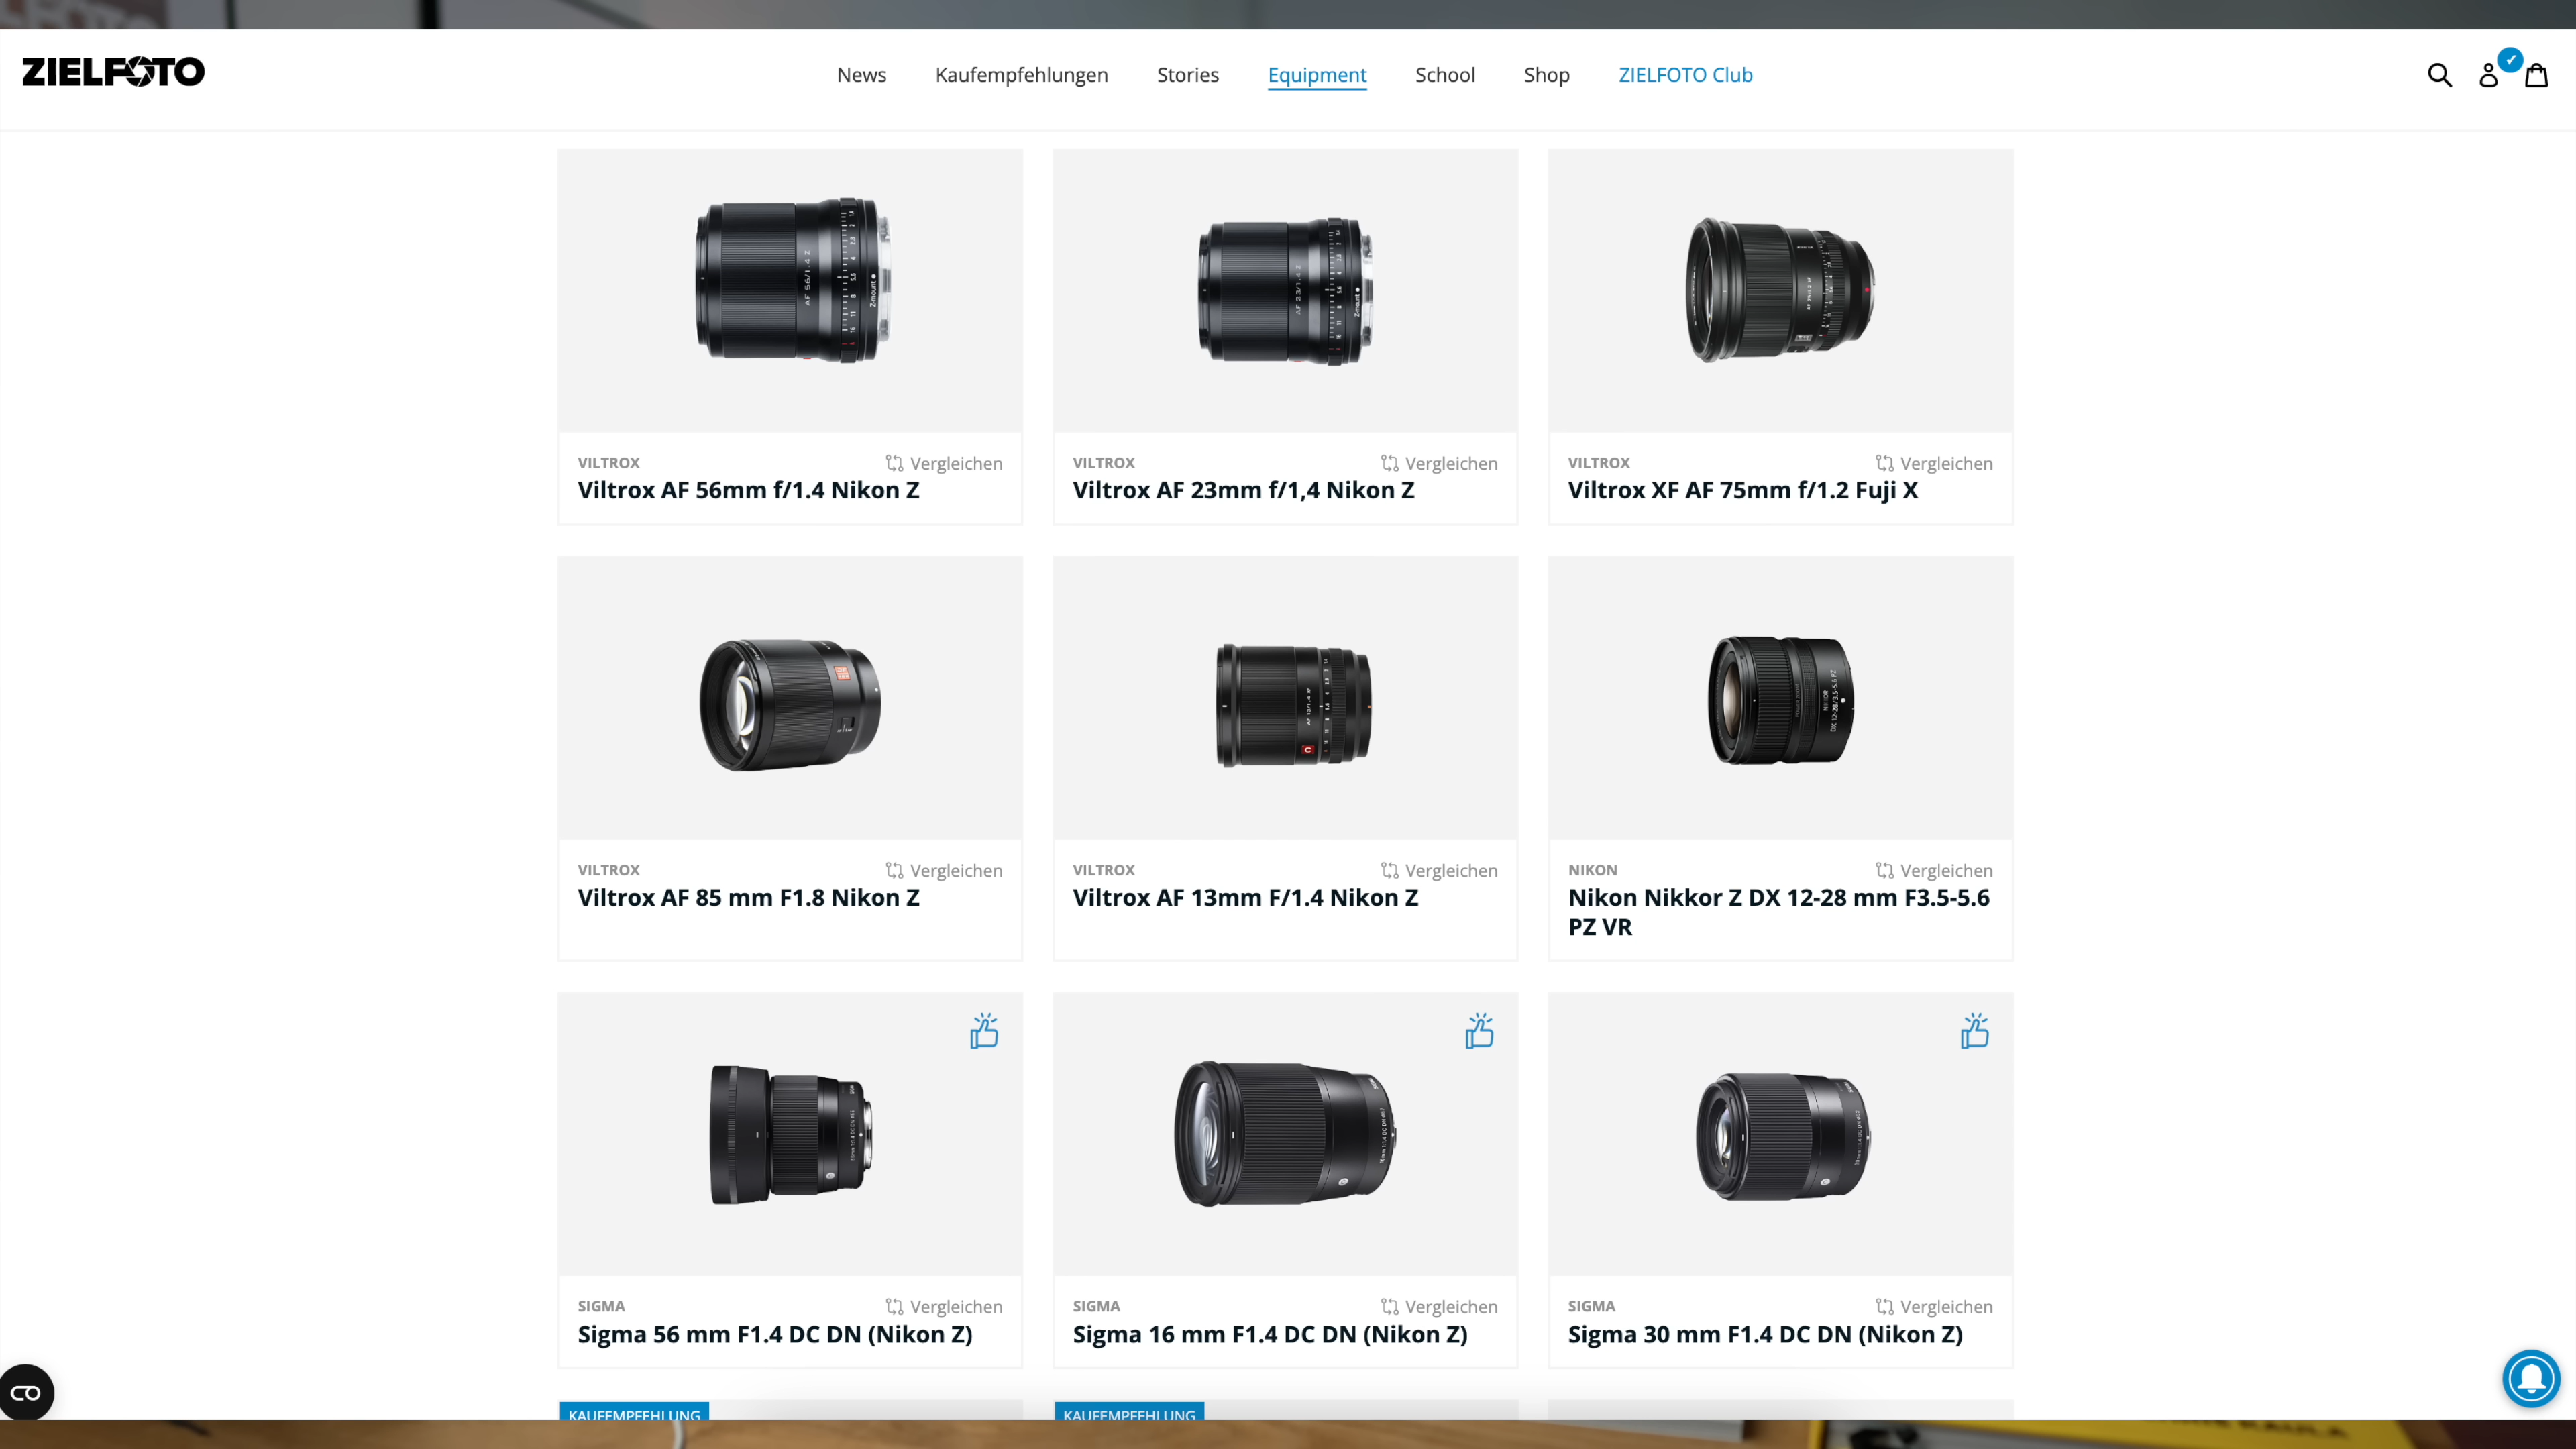 ZIELFOTO
News Kaufempfehlungen Stories Equipment School Shop ZIELFOTO Club
VILTROX Vergleichen
Viltrox AF 56mm f/1.4 Nikon Z
VILTROX Vergleichen
Viltrox AF 23mm f/1,4 Nikon Z
VILTROX Vergleichen
Viltrox XF AF 75mm f/1.2 Fuji X
VILTROX Vergleichen
Viltrox AF 85 mm F1.8 Nikon Z
VILTROX Vergleichen
Viltrox AF 13mm F/1.4 Nikon Z
NIKON Vergleichen
Nikon Nikkor Z DX 12-28 mm F3.5-5.6
PZ VR
SIGMA Vergleichen
Sigma 56 mm F1.4 DC DN (Nikon Z)
SIGMA Vergleichen
Sigma 16 mm F1.4 DC DN (Nikon Z)
SIGMA Vergleichen
Sigma 30 mm F1.4 DC DN (Nikon Z)
KAUFEMPFEHLUNG
KAUFEMPFEHLUNG